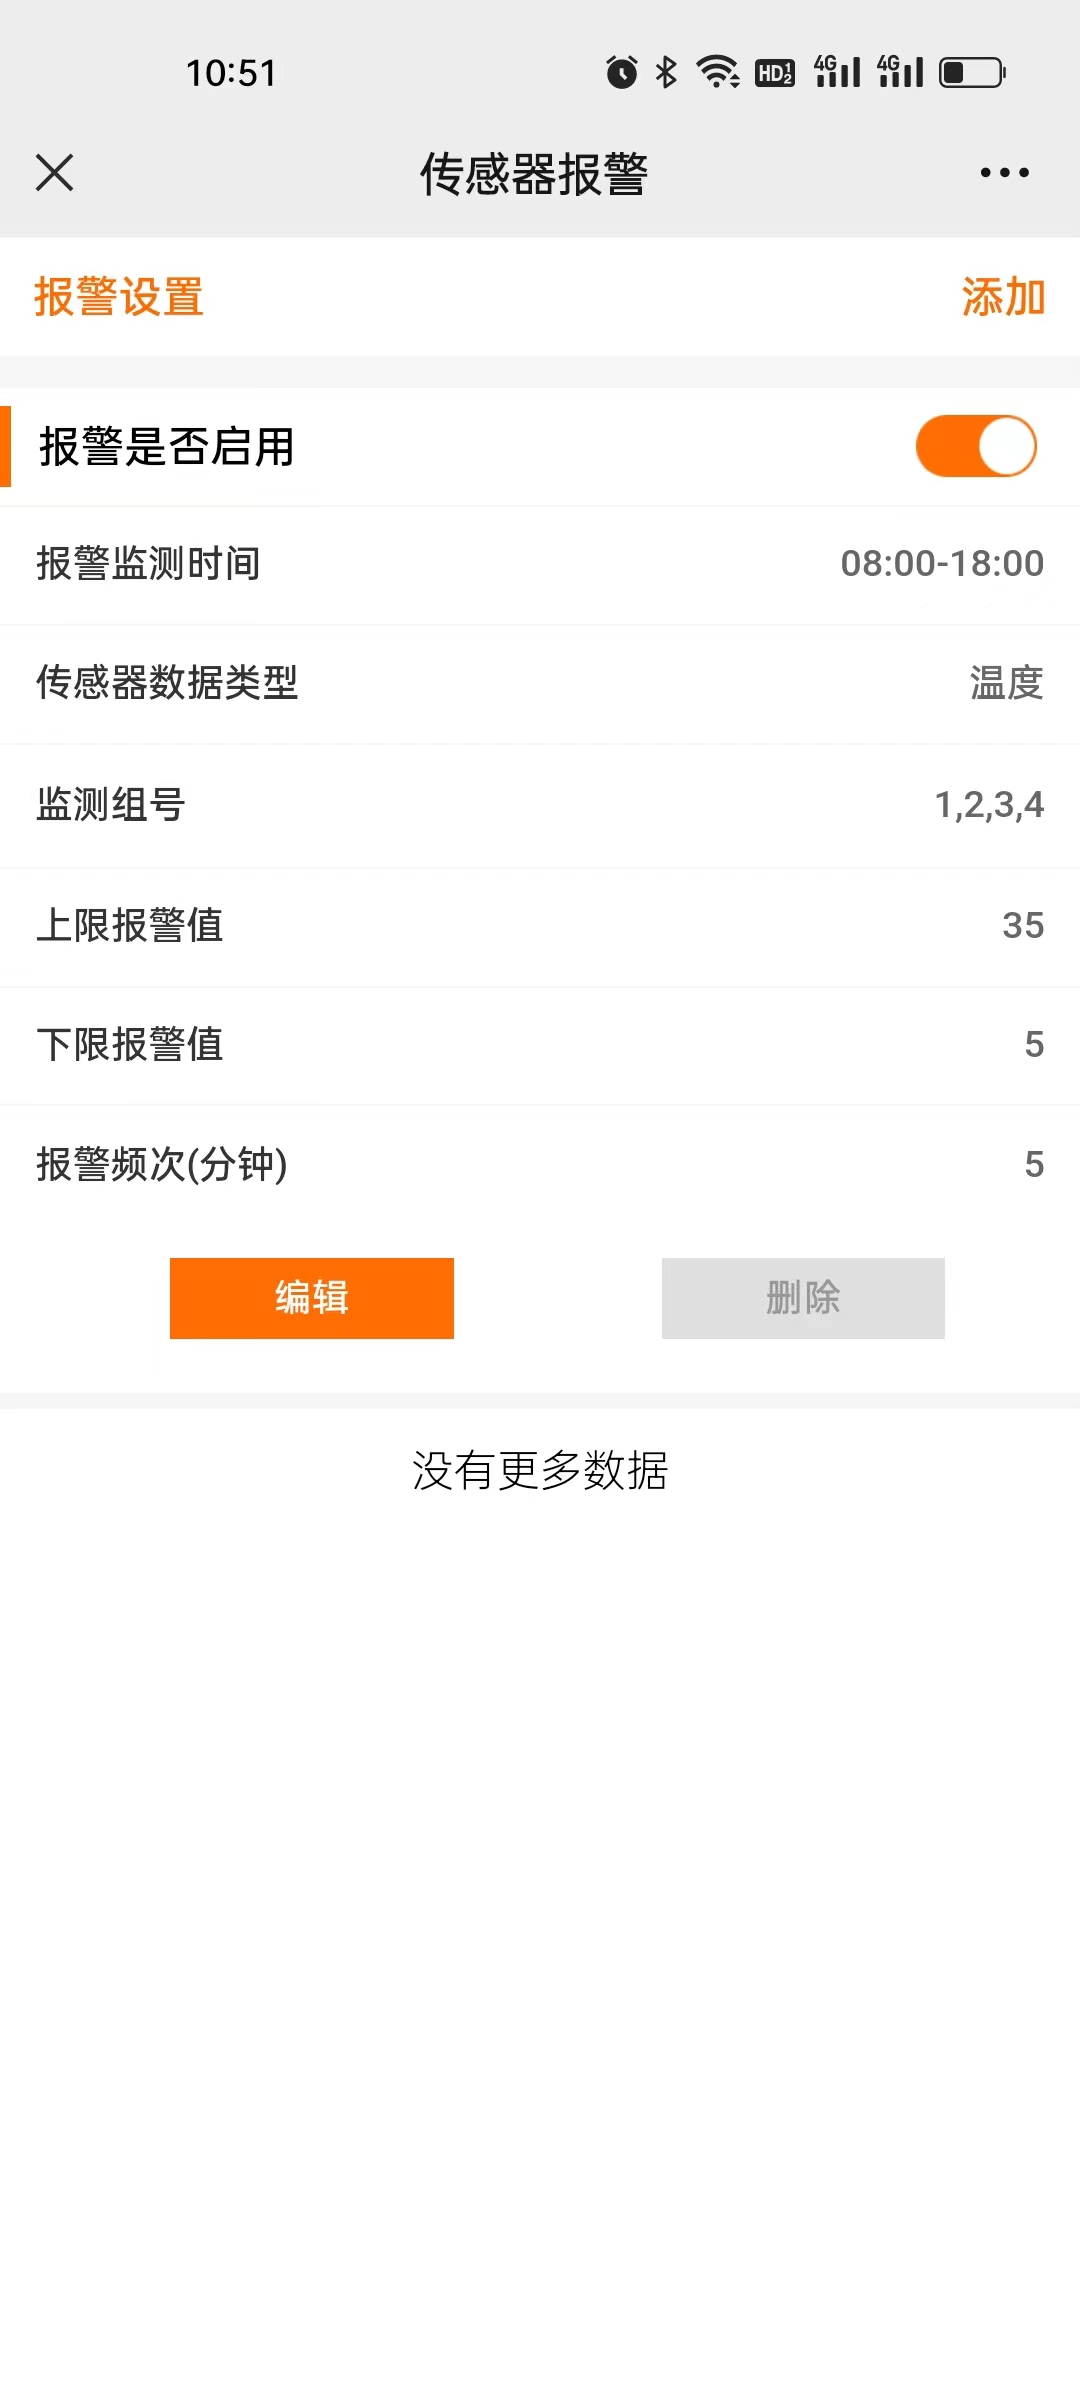 10:51
HD 1 2 4G 4G
传感器报警
报警设置 添加
报警是否启用
报警监测时间 08:00-18:00
传感器数据类型 温度
监测组号 1,2,3,4
上限报警值 35
下限报警值 5
报警频次(分钟) 5
编辑 删除
没有更多数据